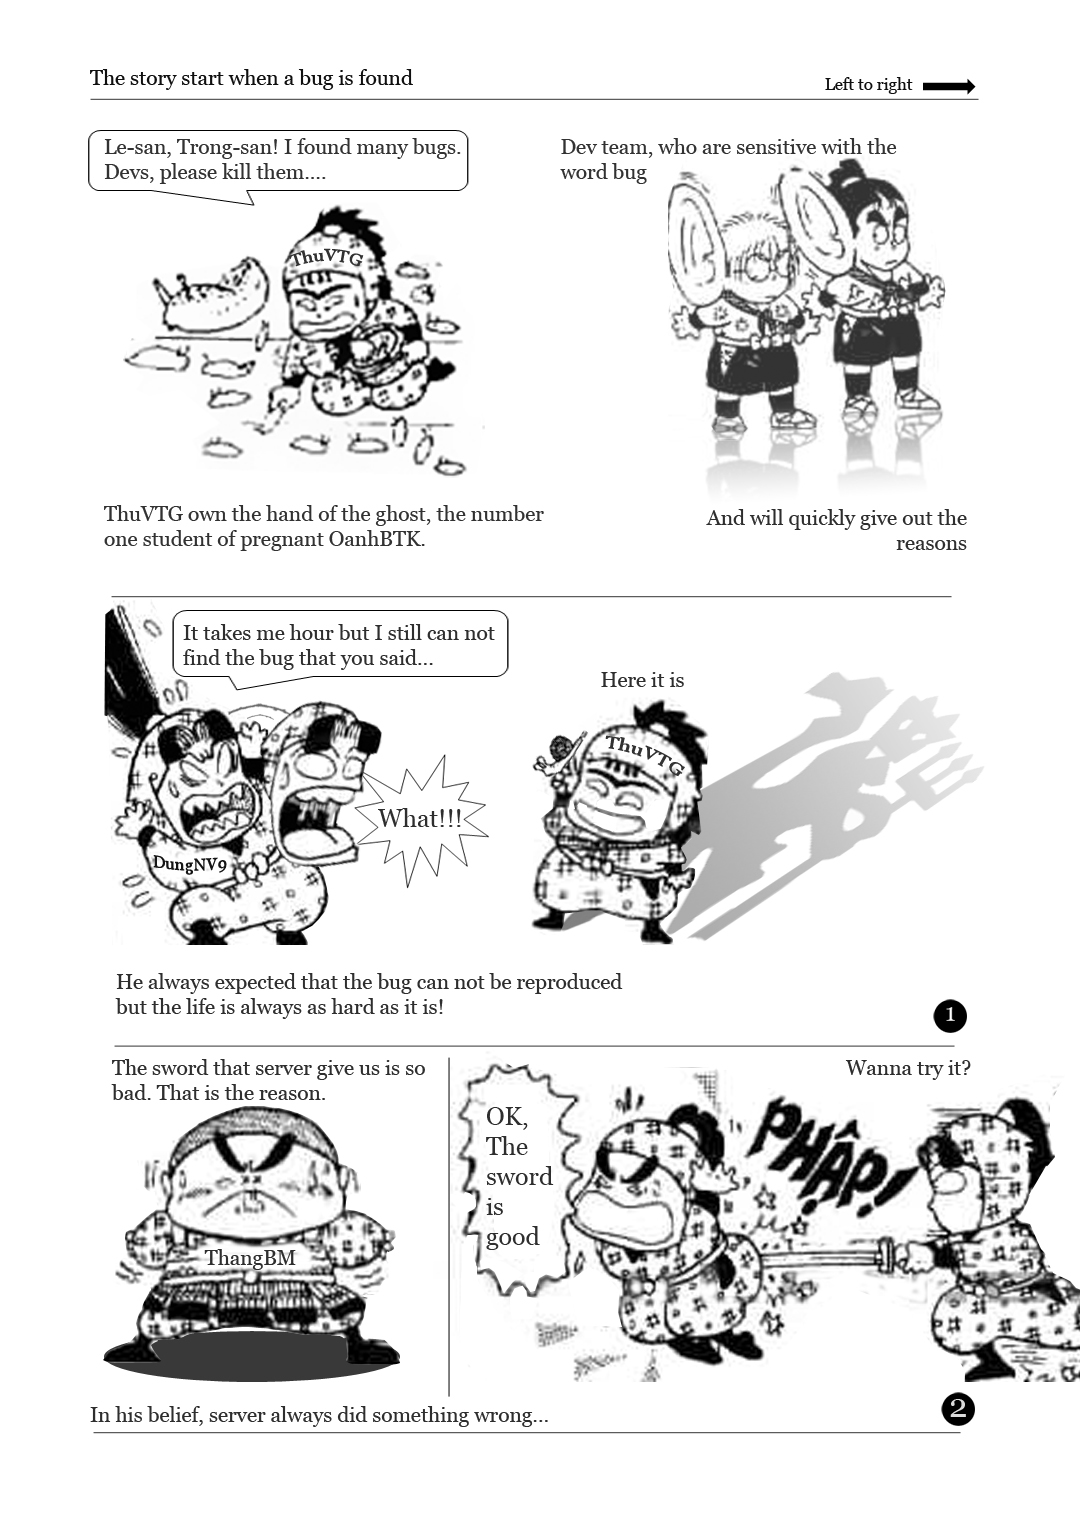 The story start when a bug is found
Left to right
Le-san, Trong-san! I found many bugs.
Devs, please kill them....
Dev team, who are sensitive with the
word bug
ThuVTG
ThuVTG own the hand of the ghost, the number
one student of pregnant OanhBTK.
And will quickly give out the
reasons
It takes me hour but I still can not
find the bug that you said...
Here it is
ThuVTG
What!!!
DungNV9
He always expected that the bug can not be reproduced
but the life is always as hard as it is!
1
The sword that server give us is so
bad. That is the reason.
ThangBM
Wanna try it?
OK,
The
sword
is
good
PHẬP!
In his belief, server always did something wrong...
2